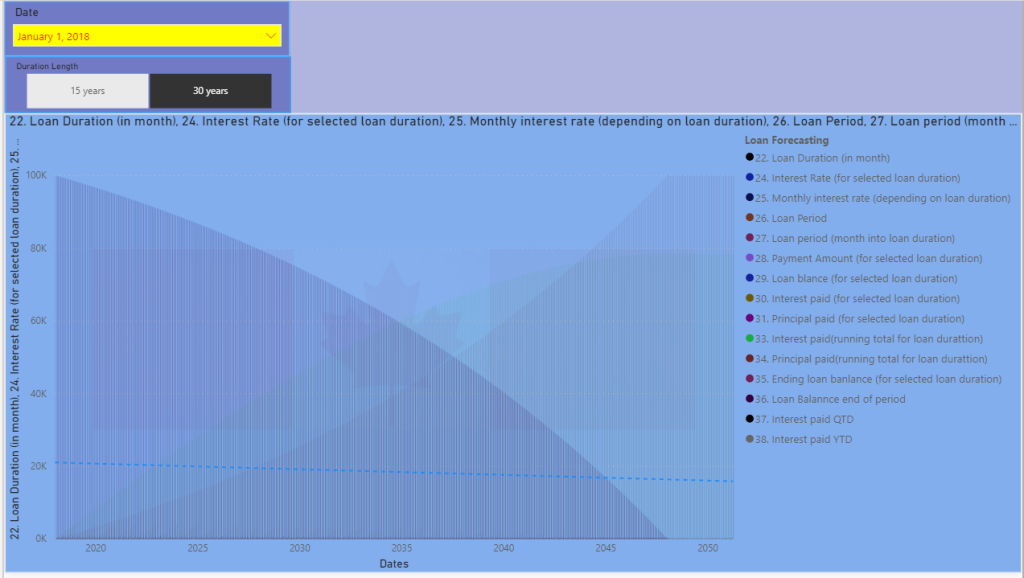 Date
January 1, 2018
Duration Length
15 years
30 years
22. Loan Duration (in month), 24. Interest Rate (for selected loan duration), 25. Monthly interest rate (depending on loan duration), 26. Loan Period, 27. Loan period (month ...
22. Loan Duration (in month), 24. Interest Rate (for selected loan duration), 25. ...
100K
80K
60K
40K
20K
0K
2020
2025
2030
2035
2040
2045
2050
Dates
Loan Forecasting
22. Loan Duration (in month)
24. Interest Rate (for selected loan duration)
25. Monthly interest rate (depending on loan duration)
26. Loan Period
27. Loan period (month into loan duration)
28. Payment Amount (for selected loan duration)
29. Loan blance (for selected loan duration)
30. Interest paid (for selected loan duration)
31. Principal paid (for selected loan duration)
33. Interest paid(running total for loan durattion)
34. Principal paid(running total for loan durattion)
35. Ending loan banlance (for selected loan duration)
36. Loan Balannce end of period
37. Interest paid QTD
38. Interest paid YTD